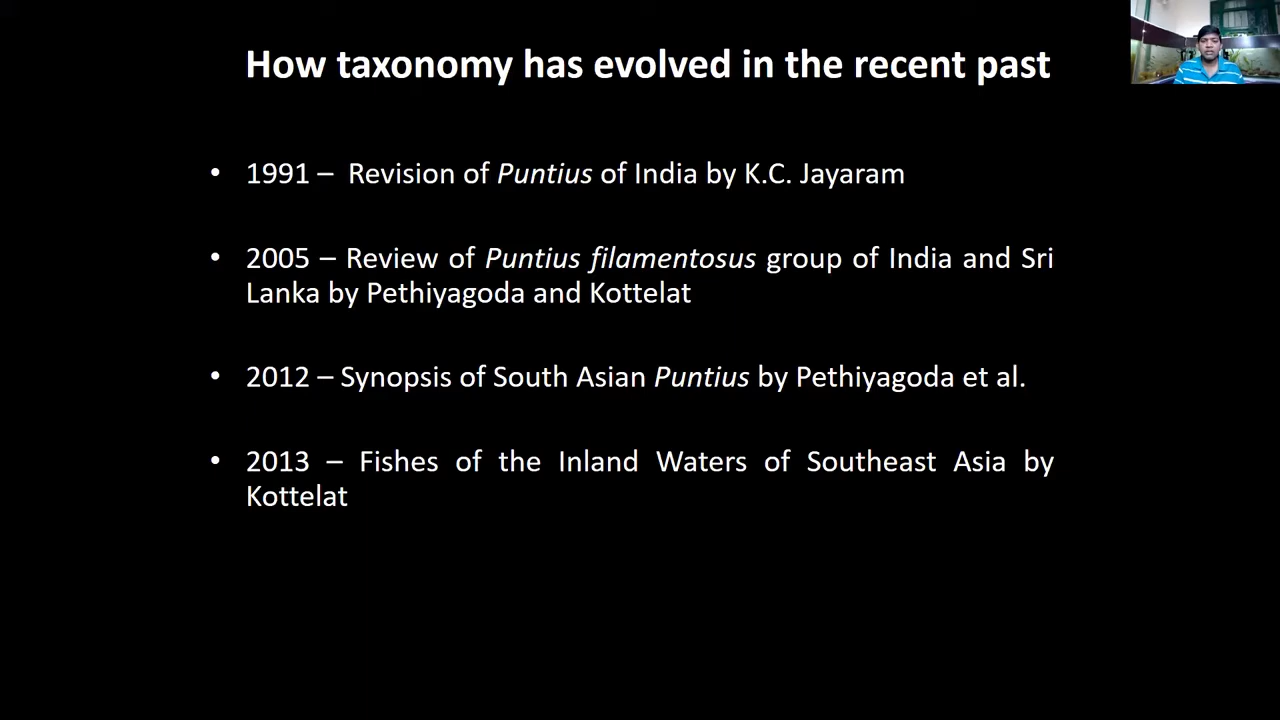 How taxonomy has evolved in the recent past
• 1991 – Revision of Puntius of India by K.C. Jayaram
• 2005 – Review of Puntius filamentosus group of India and Sri
Lanka by Pethiyagoda and Kottelat
• 2012 – Synopsis of South Asian Puntius by Pethiyagoda et al.
• 2013 – Fishes of the Inland Waters of Southeast Asia by
Kottelat